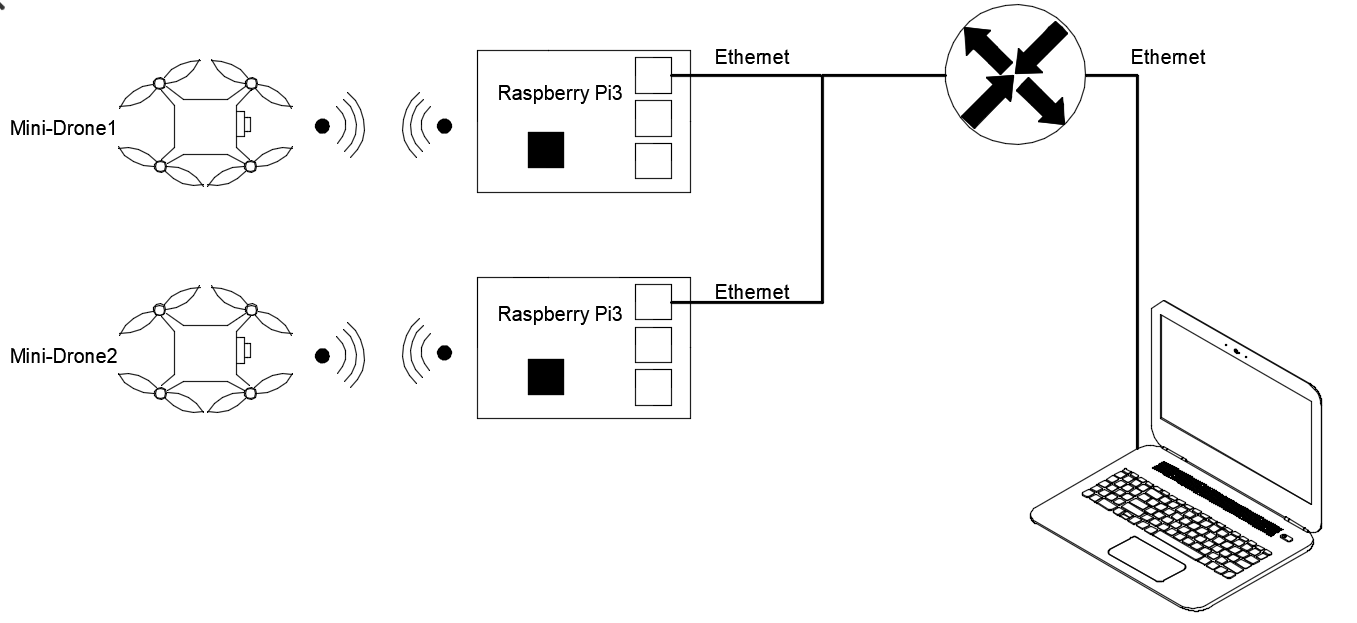 Ethernet
Ethernet
Raspberry Pi3
Mini-Drone1
Ethernet
Raspberry Pi3
Mini-Drone2